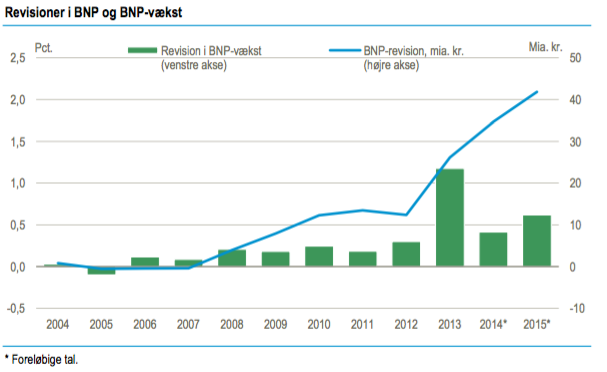 Revisioner i BNP og BNP-vækst
Pct.
Revision i BNP-vækst
(venstre akse)
BNP-revision, mia. kr.
(højre akse)
Mia. kr.
2,5
2,0
1,5
1,0
0,5
0,0
-0,5
50
40
30
20
10
0
-10
2004 2005 2006 2007 2008 2009 2010 2011 2012 2013 2014* 2015*
* Foreløbige tal.